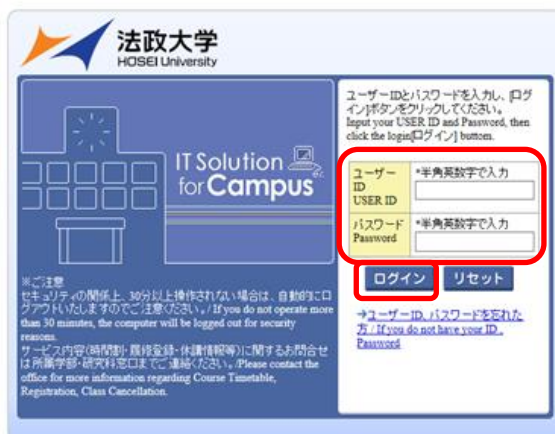 法政大学
HOSEI University
IT Solution
for Campus
※ご注意
セキュリティの関係上、30分以上操作されない場合は、自動的にロ
グアウトいたしますのでご注意ください。/ If you do not operate more
than 30 minutes, the computer will be logged out for security
reasons.
サービス内容(時間割・履修登録・休講情報等)に関するお問合せ
は所属学部・研究科窓口までご連絡ください。/Please contact the
office for more information regarding Course Timetable,
Registration, Class Cancellation.
ユーザーIDとパスワードを入力し、[ログ
イン]ボタンをクリックしてください。
Input your USER ID and Password, then
click the login[ログイン] buttom.
ユーザー
ID
USER ID
*半角英数字で入力
パスワード
Password
*半角英数字で入力
ログイン
リセット
→ユーザーID、パスワードを忘れた
方 / If you do not have your ID ,
Password